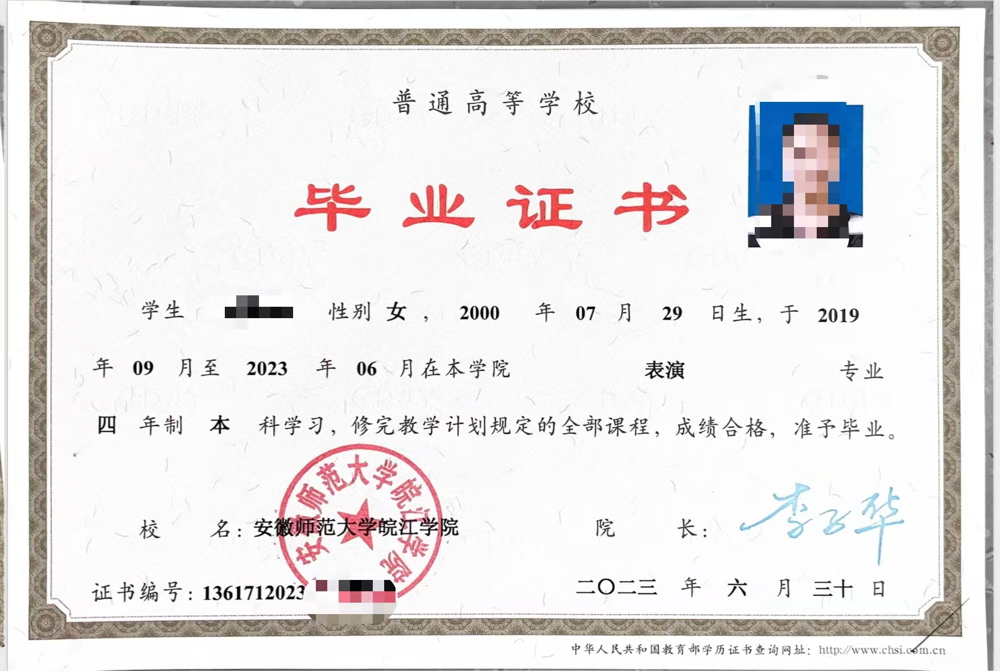 普通高等学校
毕业证书
学生 性别 女 ， 2000 年 07 月 29 日生，于 2019
年 09 月至 2023 年 06 月在本学院 表演 专业
四 年制 本 科学习，修完教学计划规定的全部课程，成绩合格，准予毕业。
安徽师范大学皖江学院
校 名：安徽师范大学皖江学院 院 长：李子华
证书编号：1361712023
二〇二三 年 六 月 三十 日
中华人民共和国教育部学历证书查询网址：http://www.chsi.com.cn